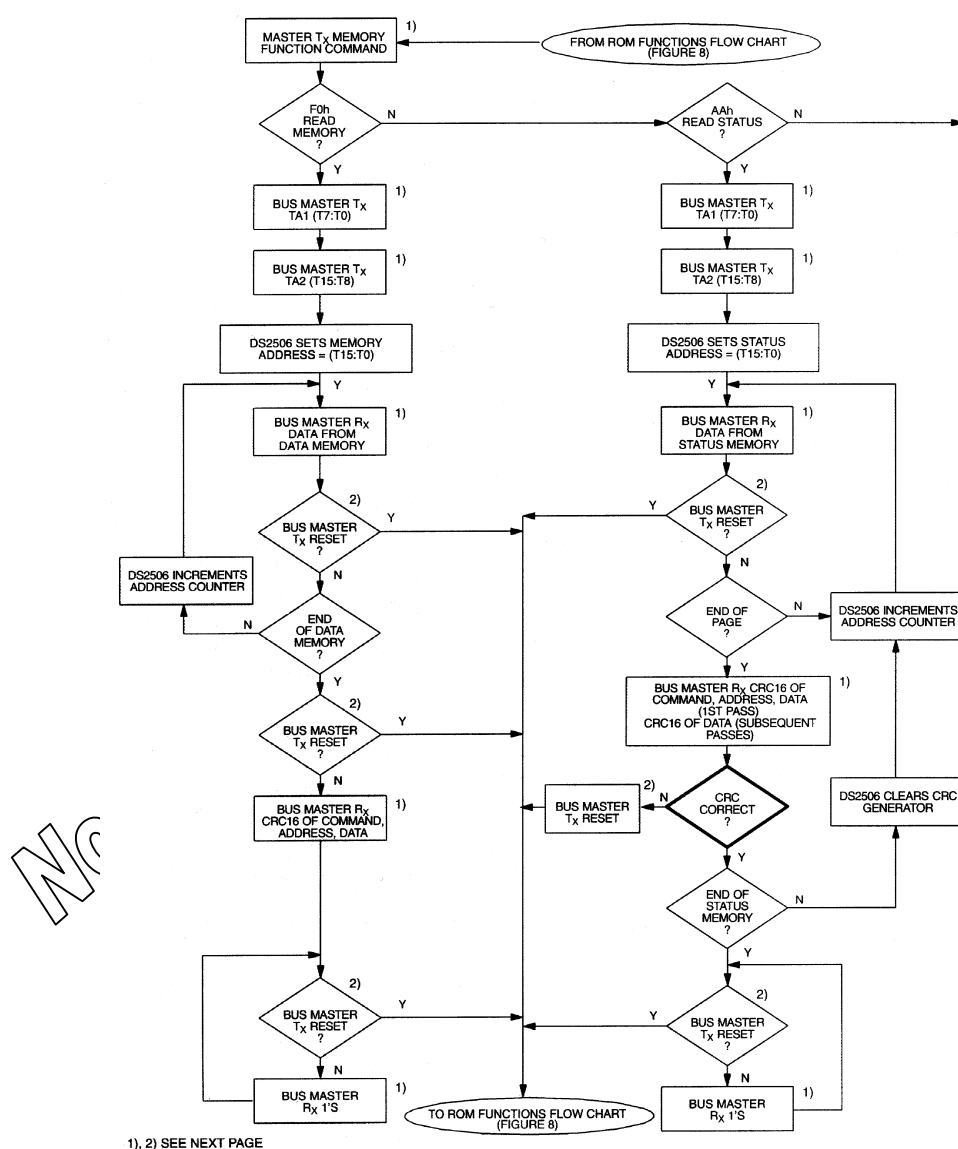 MASTER TX MEMORY
FUNCTION COMMAND
1)
FROM ROM FUNCTIONS FLOW CHART
(FIGURE 8)
F0h
READ
MEMORY
?
N
Y
AAh
READ STATUS
?
N
Y
BUS MASTER TX
TA1 (T7:T0)
1)
BUS MASTER TX
TA1 (T7:T0)
1)
BUS MASTER TX
TA2 (T15:T8)
1)
BUS MASTER TX
TA2 (T15:T8)
1)
DS2506 SETS MEMORY
ADDRESS = (T15:T0)
DS2506 SETS STATUS
ADDRESS = (T15:T0)
Y
Y
BUS MASTER RX
DATA FROM
DATA MEMORY
1)
BUS MASTER RX
DATA FROM
STATUS MEMORY
1)
BUS MASTER
TX RESET
?
2)
Y
N
BUS MASTER
TX RESET
?
2)
Y
N
DS2506 INCREMENTS
ADDRESS COUNTER
END
OF DATA
MEMORY
?
N
Y
END OF
PAGE
?
N
Y
DS2506 INCREMENTS
ADDRESS COUNTER
BUS MASTER
TX RESET
?
2)
Y
N
BUS MASTER RX CRC16 OF
COMMAND, ADDRESS, DATA
(1ST PASS)
CRC16 OF DATA (SUBSEQUENT
PASSES)
1)
BUS MASTER RX
CRC16 OF COMMAND,
ADDRESS, DATA
1)
BUS MASTER
TX RESET
2)
N
CRC
CORRECT
?
Y
DS2506 CLEARS CRC
GENERATOR
END OF
STATUS
MEMORY
?
N
Y
BUS MASTER
TX RESET
?
2)
Y
N
BUS MASTER
TX RESET
?
2)
Y
N
BUS MASTER
RX 1'S
1)
TO ROM FUNCTIONS FLOW CHART
(FIGURE 8)
BUS MASTER
RX 1'S
1)
1), 2) SEE NEXT PAGE